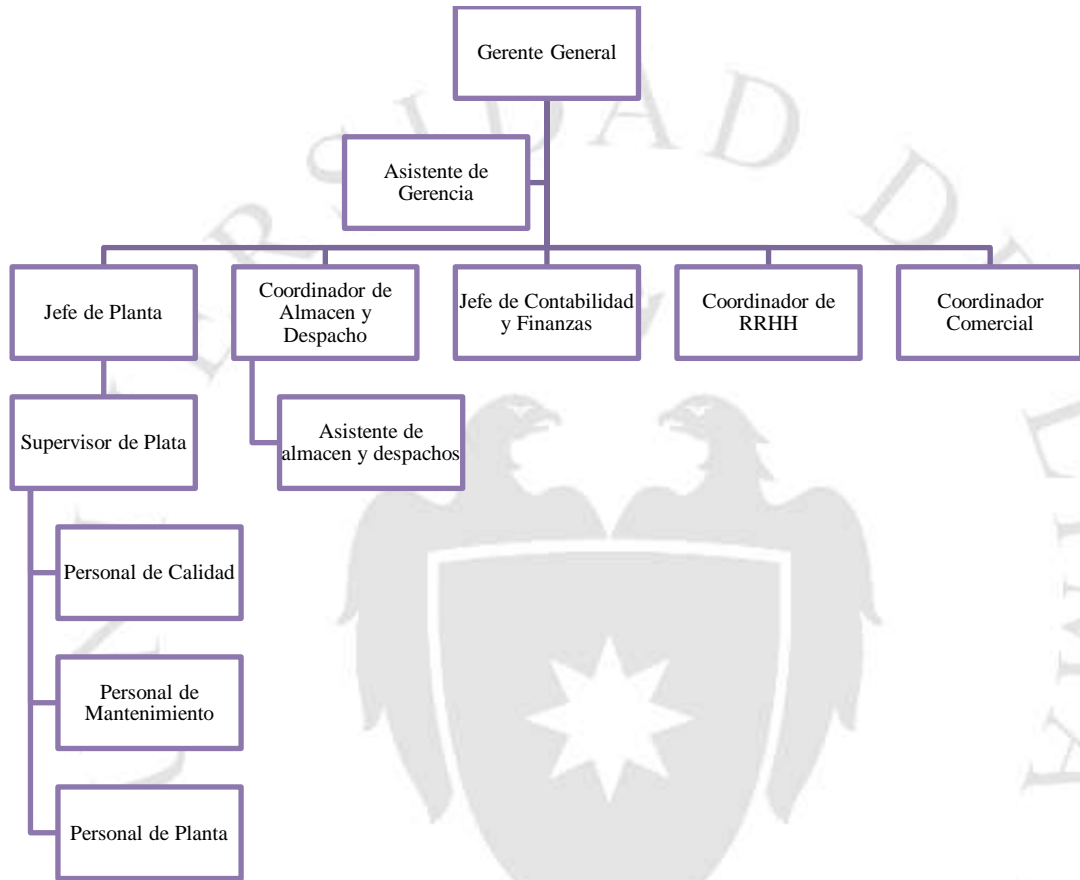 Gerente General
Asistente de
Gerencia
Jefe de Planta
Coordinador de
Almacen y
Despacho
Jefe de Contabilidad
y Finanzas
Coordinador de
RRHH
Coordinador
Comercial
Supervisor de Plata
Asistente de
almacen y despachos
Personal de Calidad
Personal de
Mantenimiento
Personal de Planta